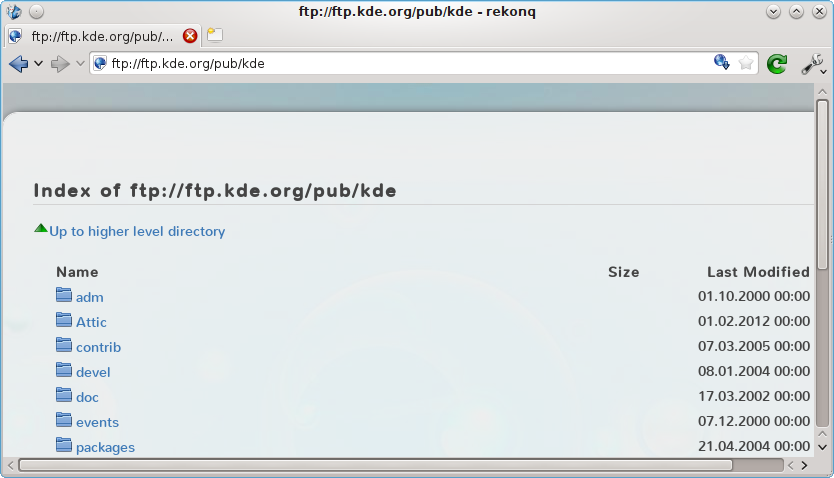 ftp://ftp.kde.org/pub/kde - rekonq
ftp://ftp.kde.org/pub/...
ftp://ftp.kde.org/pub/kde
Index of ftp://ftp.kde.org/pub/kde
Up to higher level directory
Name Size Last Modified
adm 01.10.2000 00:00
Attic 01.02.2012 00:00
contrib 07.03.2005 00:00
devel 08.01.2004 00:00
doc 17.03.2002 00:00
events 07.12.2000 00:00
packages 21.04.2004 00:00